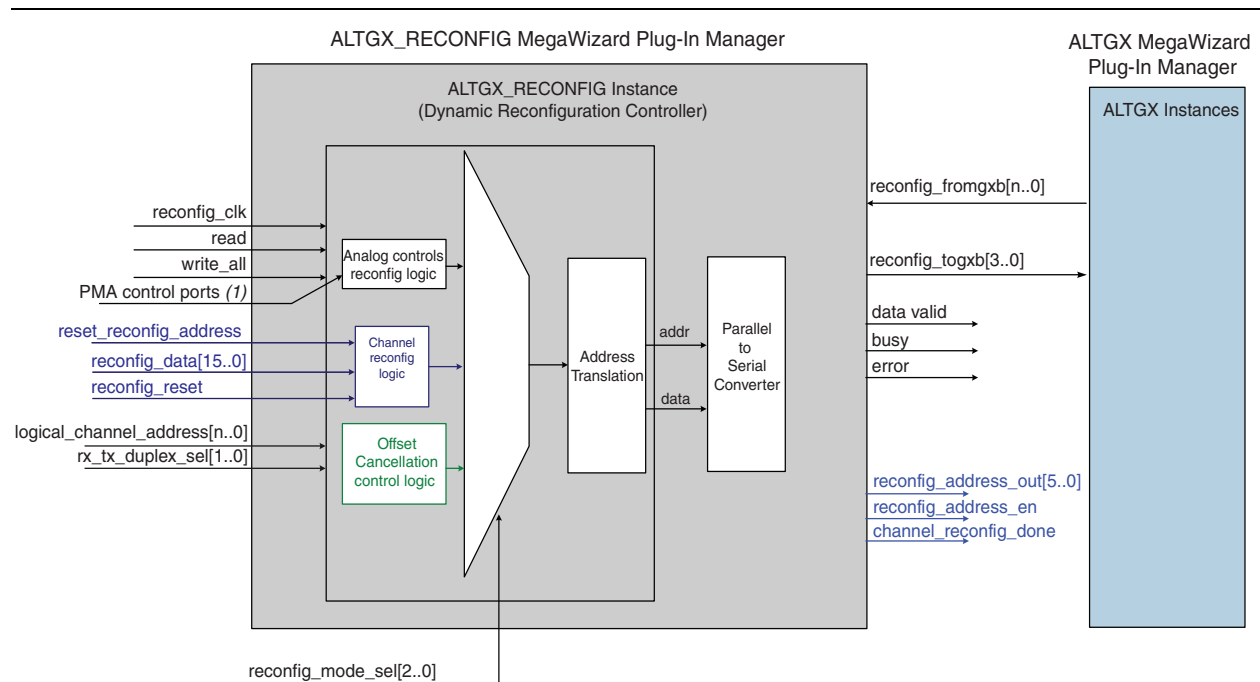 ALTGX_RECONFIG MegaWizard Plug-In Manager
ALTGX MegaWizard
Plug-In Manager
ALTGX_RECONFIG Instance
(Dynamic Reconfiguration Controller)
ALTGX Instances
reconfig_clk
read
write_all
PMA control ports (1)
reset_reconfig_address
reconfig_data[15..0]
reconfig_reset
logical_channel_address[n..0]
rx_tx_duplex_sel[1..0]
Analog controls
reconfig logic
Channel
reconfig
logic
Offset
Cancellation
control logic
Address
Translation
addr
data
Parallel
to
Serial
Converter
reconfig_fromgxb[n..0]
reconfig_togxb[3..0]
data valid
busy
error
reconfig_address_out[5..0]
reconfig_address_en
channel_reconfig_done
reconfig_mode_sel[2..0]